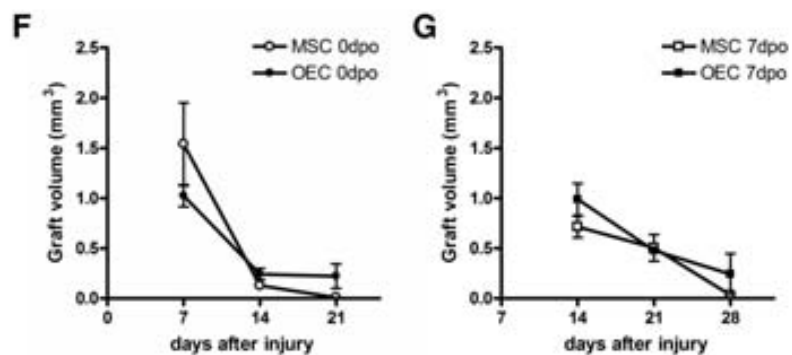 F
MSC 0dpo
OEC 0dpo
Graft volume (mm³)
2.5
2.0
1.5
1.0
0.5
0.0
0 7 14 21
days after injury
G
MSC 7dpo
OEC 7dpo
Graft volume (mm³)
2.5
2.0
1.5
1.0
0.5
0.0
7 14 21 28
days after injury